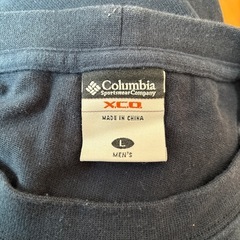 Columbia
Sportswear Company
XCO
MADE IN CHINA
L
MEN'S